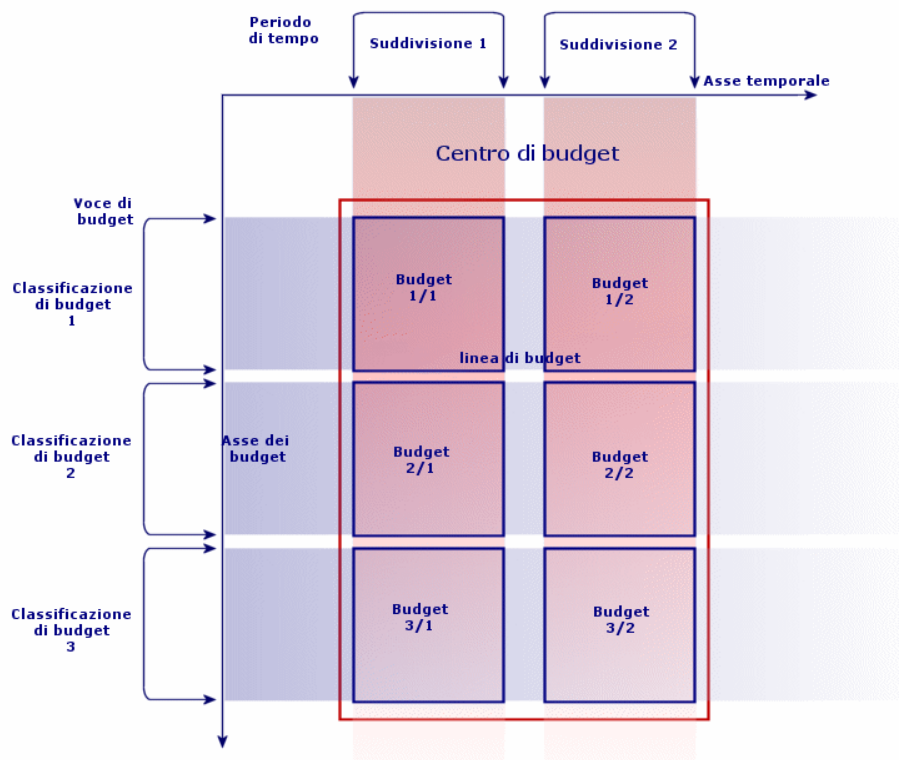 Periodo
di tempo
Suddivisione 1
Suddivisione 2
Asse temporale
Centro di budget
Voce di
budget
Classificazione
di budget
1
Budget
1/1
Budget
1/2
linea di budget
Classificazione
di budget
2
Asse dei
budget
Budget
2/1
Budget
2/2
Classificazione
di budget
3
Budget
3/1
Budget
3/2